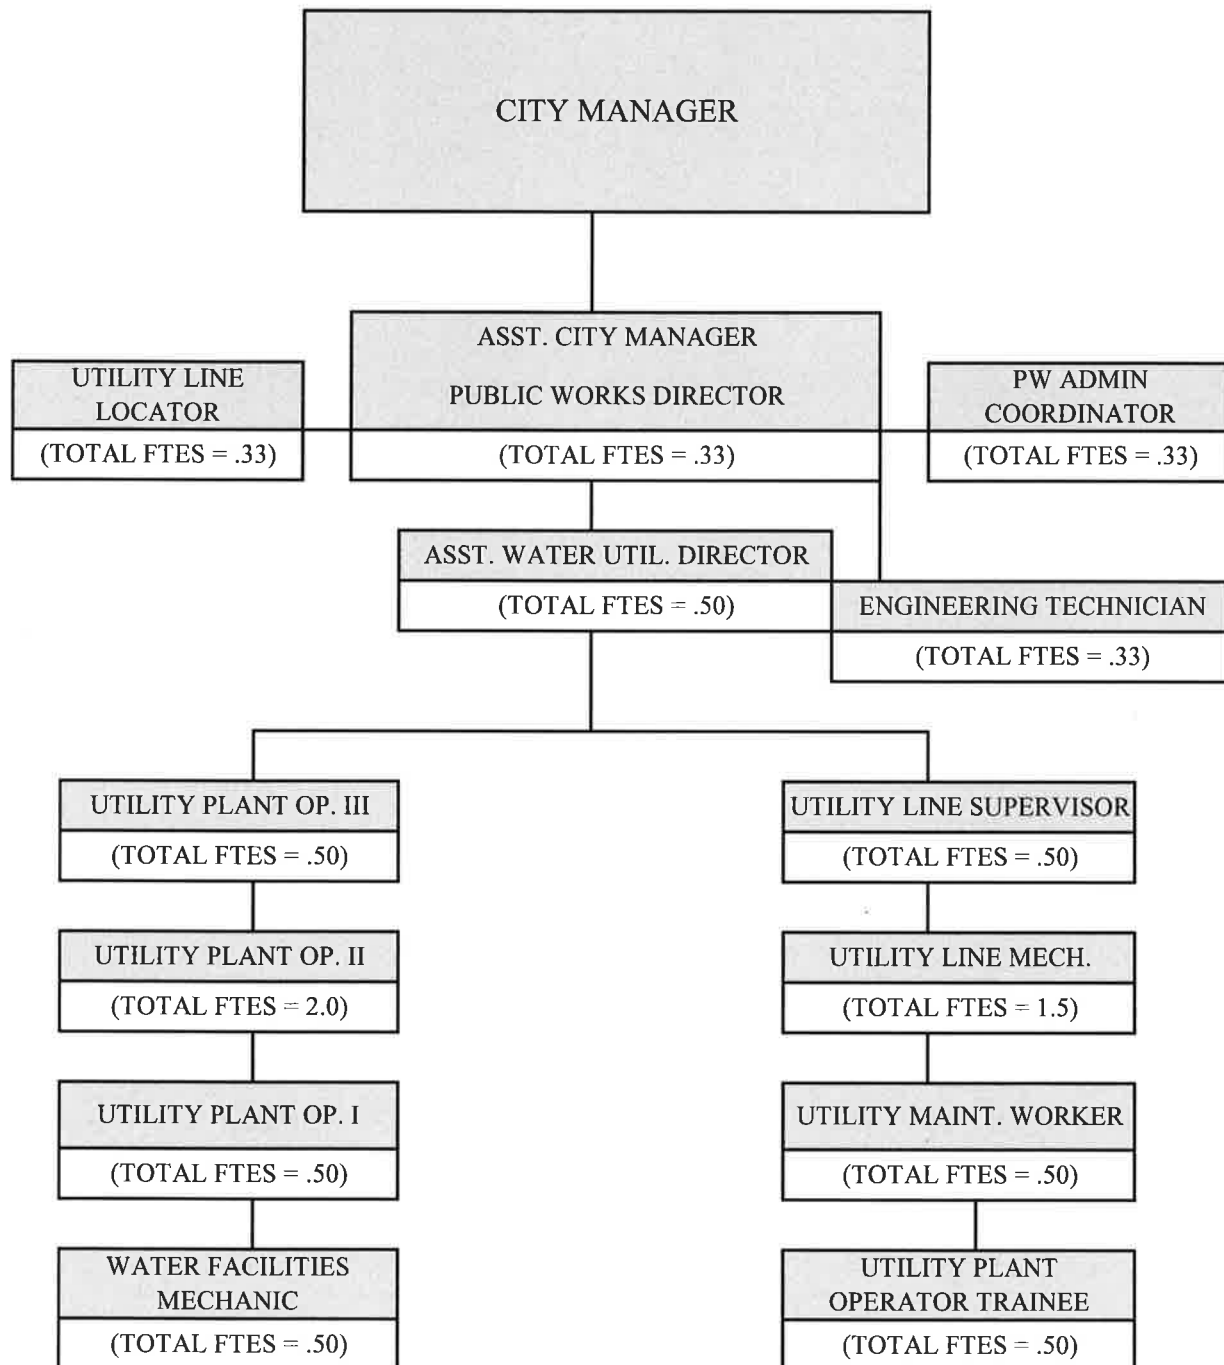 CITY MANAGER
ASST. CITY MANAGER
PUBLIC WORKS DIRECTOR
(TOTAL FTES = .33)
UTILITY LINE
LOCATOR
(TOTAL FTES = .33)
PW ADMIN
COORDINATOR
(TOTAL FTES = .33)
ASST. WATER UTIL. DIRECTOR
(TOTAL FTES = .50)
ENGINEERING TECHNICIAN
(TOTAL FTES = .33)
UTILITY PLANT OP. III
(TOTAL FTES = .50)
UTILITY PLANT OP. II
(TOTAL FTES = 2.0)
UTILITY PLANT OP. I
(TOTAL FTES = .50)
WATER FACILITIES
MECHANIC
(TOTAL FTES = .50)
UTILITY LINE SUPERVISOR
(TOTAL FTES = .50)
UTILITY LINE MECH.
(TOTAL FTES = 1.5)
UTILITY MAINT. WORKER
(TOTAL FTES = .50)
UTILITY PLANT
OPERATOR TRAINEE
(TOTAL FTES = .50)